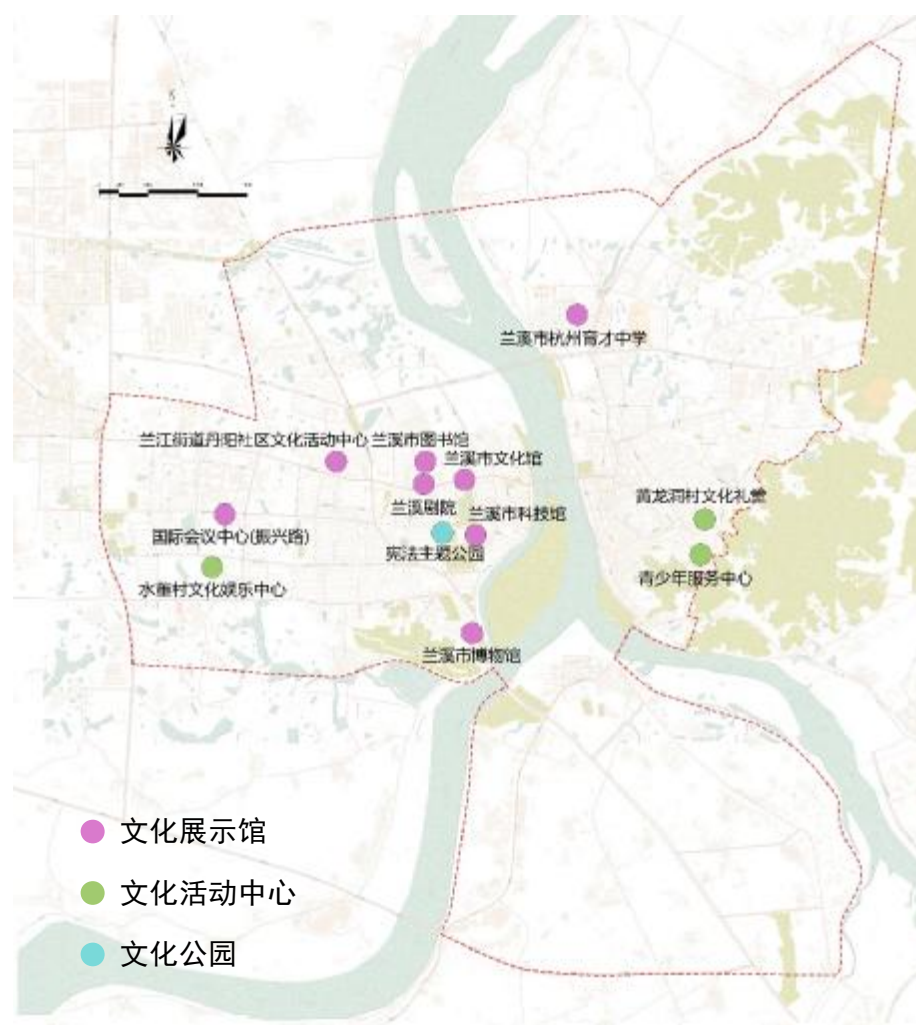 兰溪市杭州育才中学
兰江街道丹阳社区文化活动中心
兰溪市图书馆
兰溪市文化馆
兰溪剧院
兰溪市科技馆
黄龙洞村文化礼堂
国际会议中心(振兴路)
宪法主题公园
青少年服务中心
水董村文化娱乐中心
兰溪市博物馆
文化展示馆
文化活动中心
文化公园